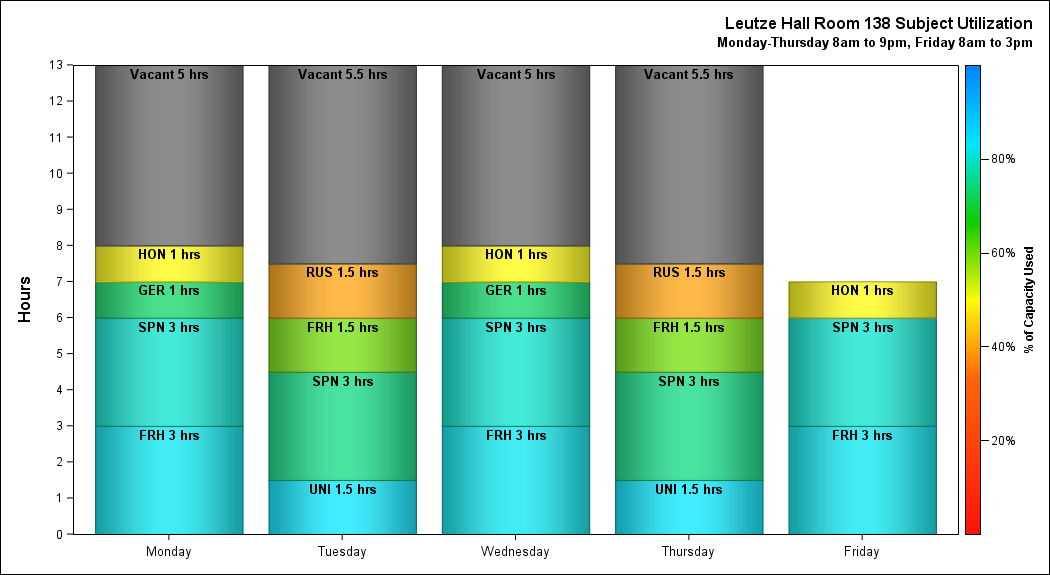 Leutze Hall Room 138 Subject Utilization
Monday-Thursday 8am to 9pm, Friday 8am to 3pm
Hours
13
12
11
10
9
8
7
6
5
4
3
2
1
0
Vacant 5 hrs
HON 1 hrs
GER 1 hrs
SPN 3 hrs
FRH 3 hrs
Monday
Vacant 5.5 hrs
RUS 1.5 hrs
FRH 1.5 hrs
SPN 3 hrs
UNI 1.5 hrs
Tuesday
Vacant 5 hrs
HON 1 hrs
GER 1 hrs
SPN 3 hrs
FRH 3 hrs
Wednesday
Vacant 5.5 hrs
RUS 1.5 hrs
FRH 1.5 hrs
SPN 3 hrs
UNI 1.5 hrs
Thursday
HON 1 hrs
SPN 3 hrs
FRH 3 hrs
Friday
80%
60%
40%
20%
% of Capacity Used